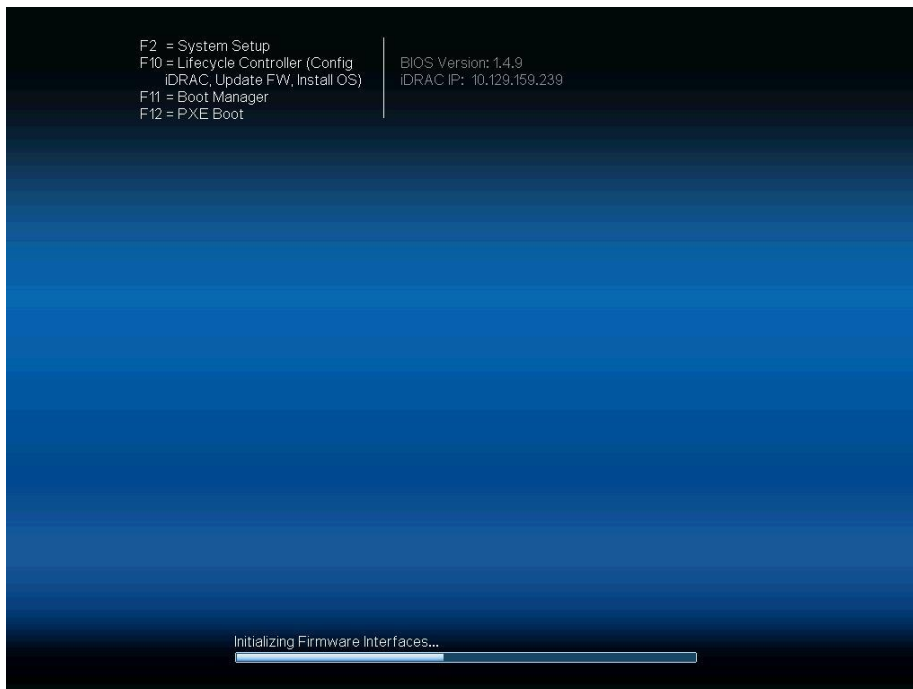 F2 = System Setup
F10 = Lifecycle Controller (Config
iDRAC, Update FW, Install OS)
F11 = Boot Manager
F12 = PXE Boot
BIOS Version: 1.4.9
iDRAC IP: 10.129.159.239
Initializing Firmware Interfaces...